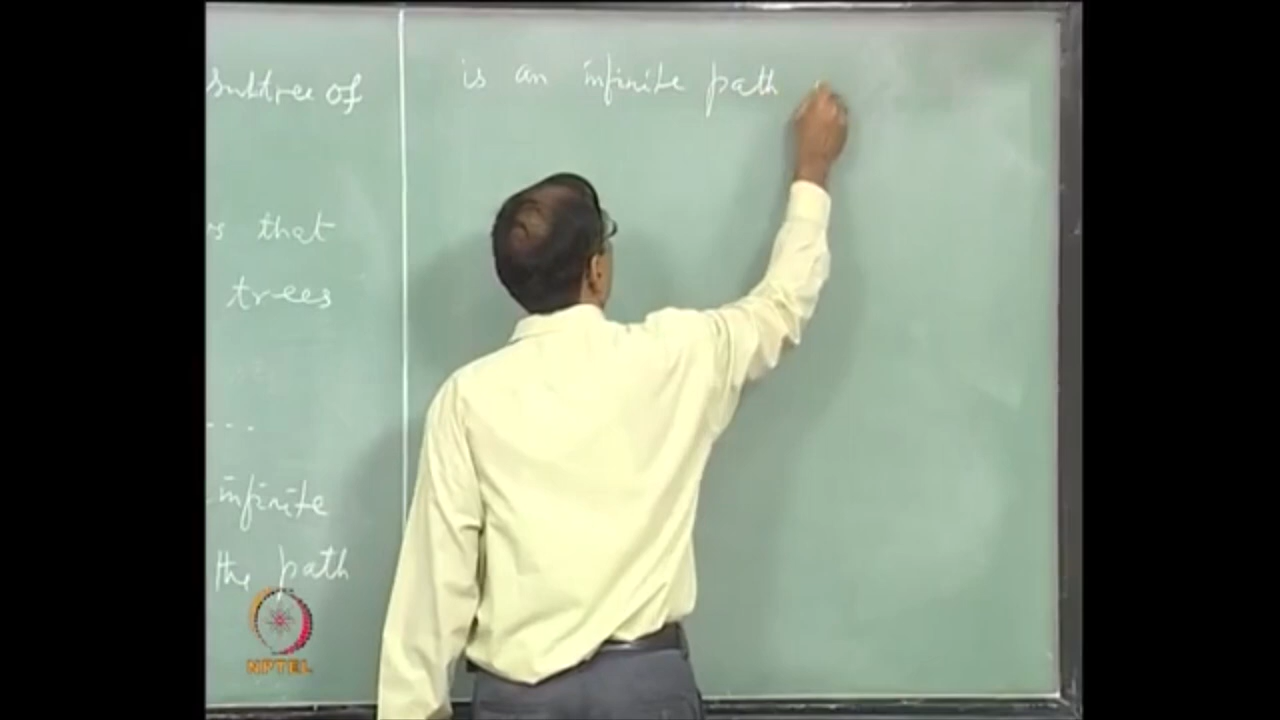 subtree of
that
trees
...
infinite
the path
is an infinite path
NPTEL